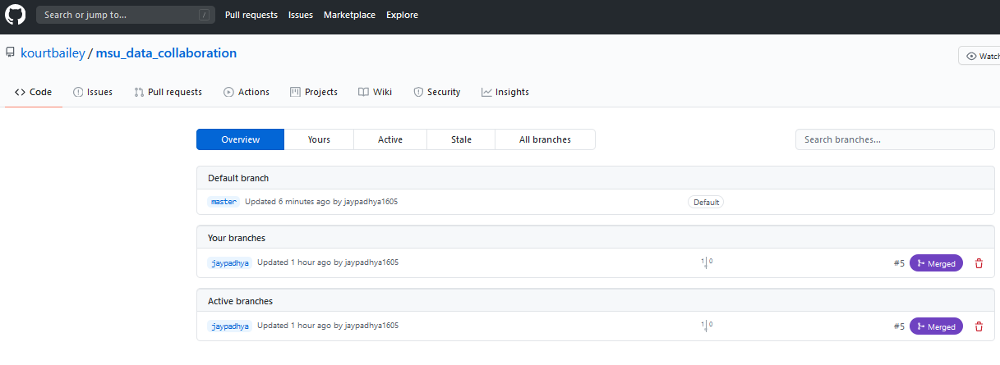 Search or jump to... /
Pull requests Issues Marketplace Explore
kourtbailey / msu_data_collaboration
Watch
Code Issues Pull requests Actions Projects Wiki Security Insights
Overview Yours Active Stale All branches
Search branches...
Default branch
master Updated 6 minutes ago by jaypadhya1605 Default
Your branches
jaypadhya Updated 1 hour ago by jaypadhya1605 1 | 0 #5 Merged
Active branches
jaypadhya Updated 1 hour ago by jaypadhya1605 1 | 0 #5 Merged